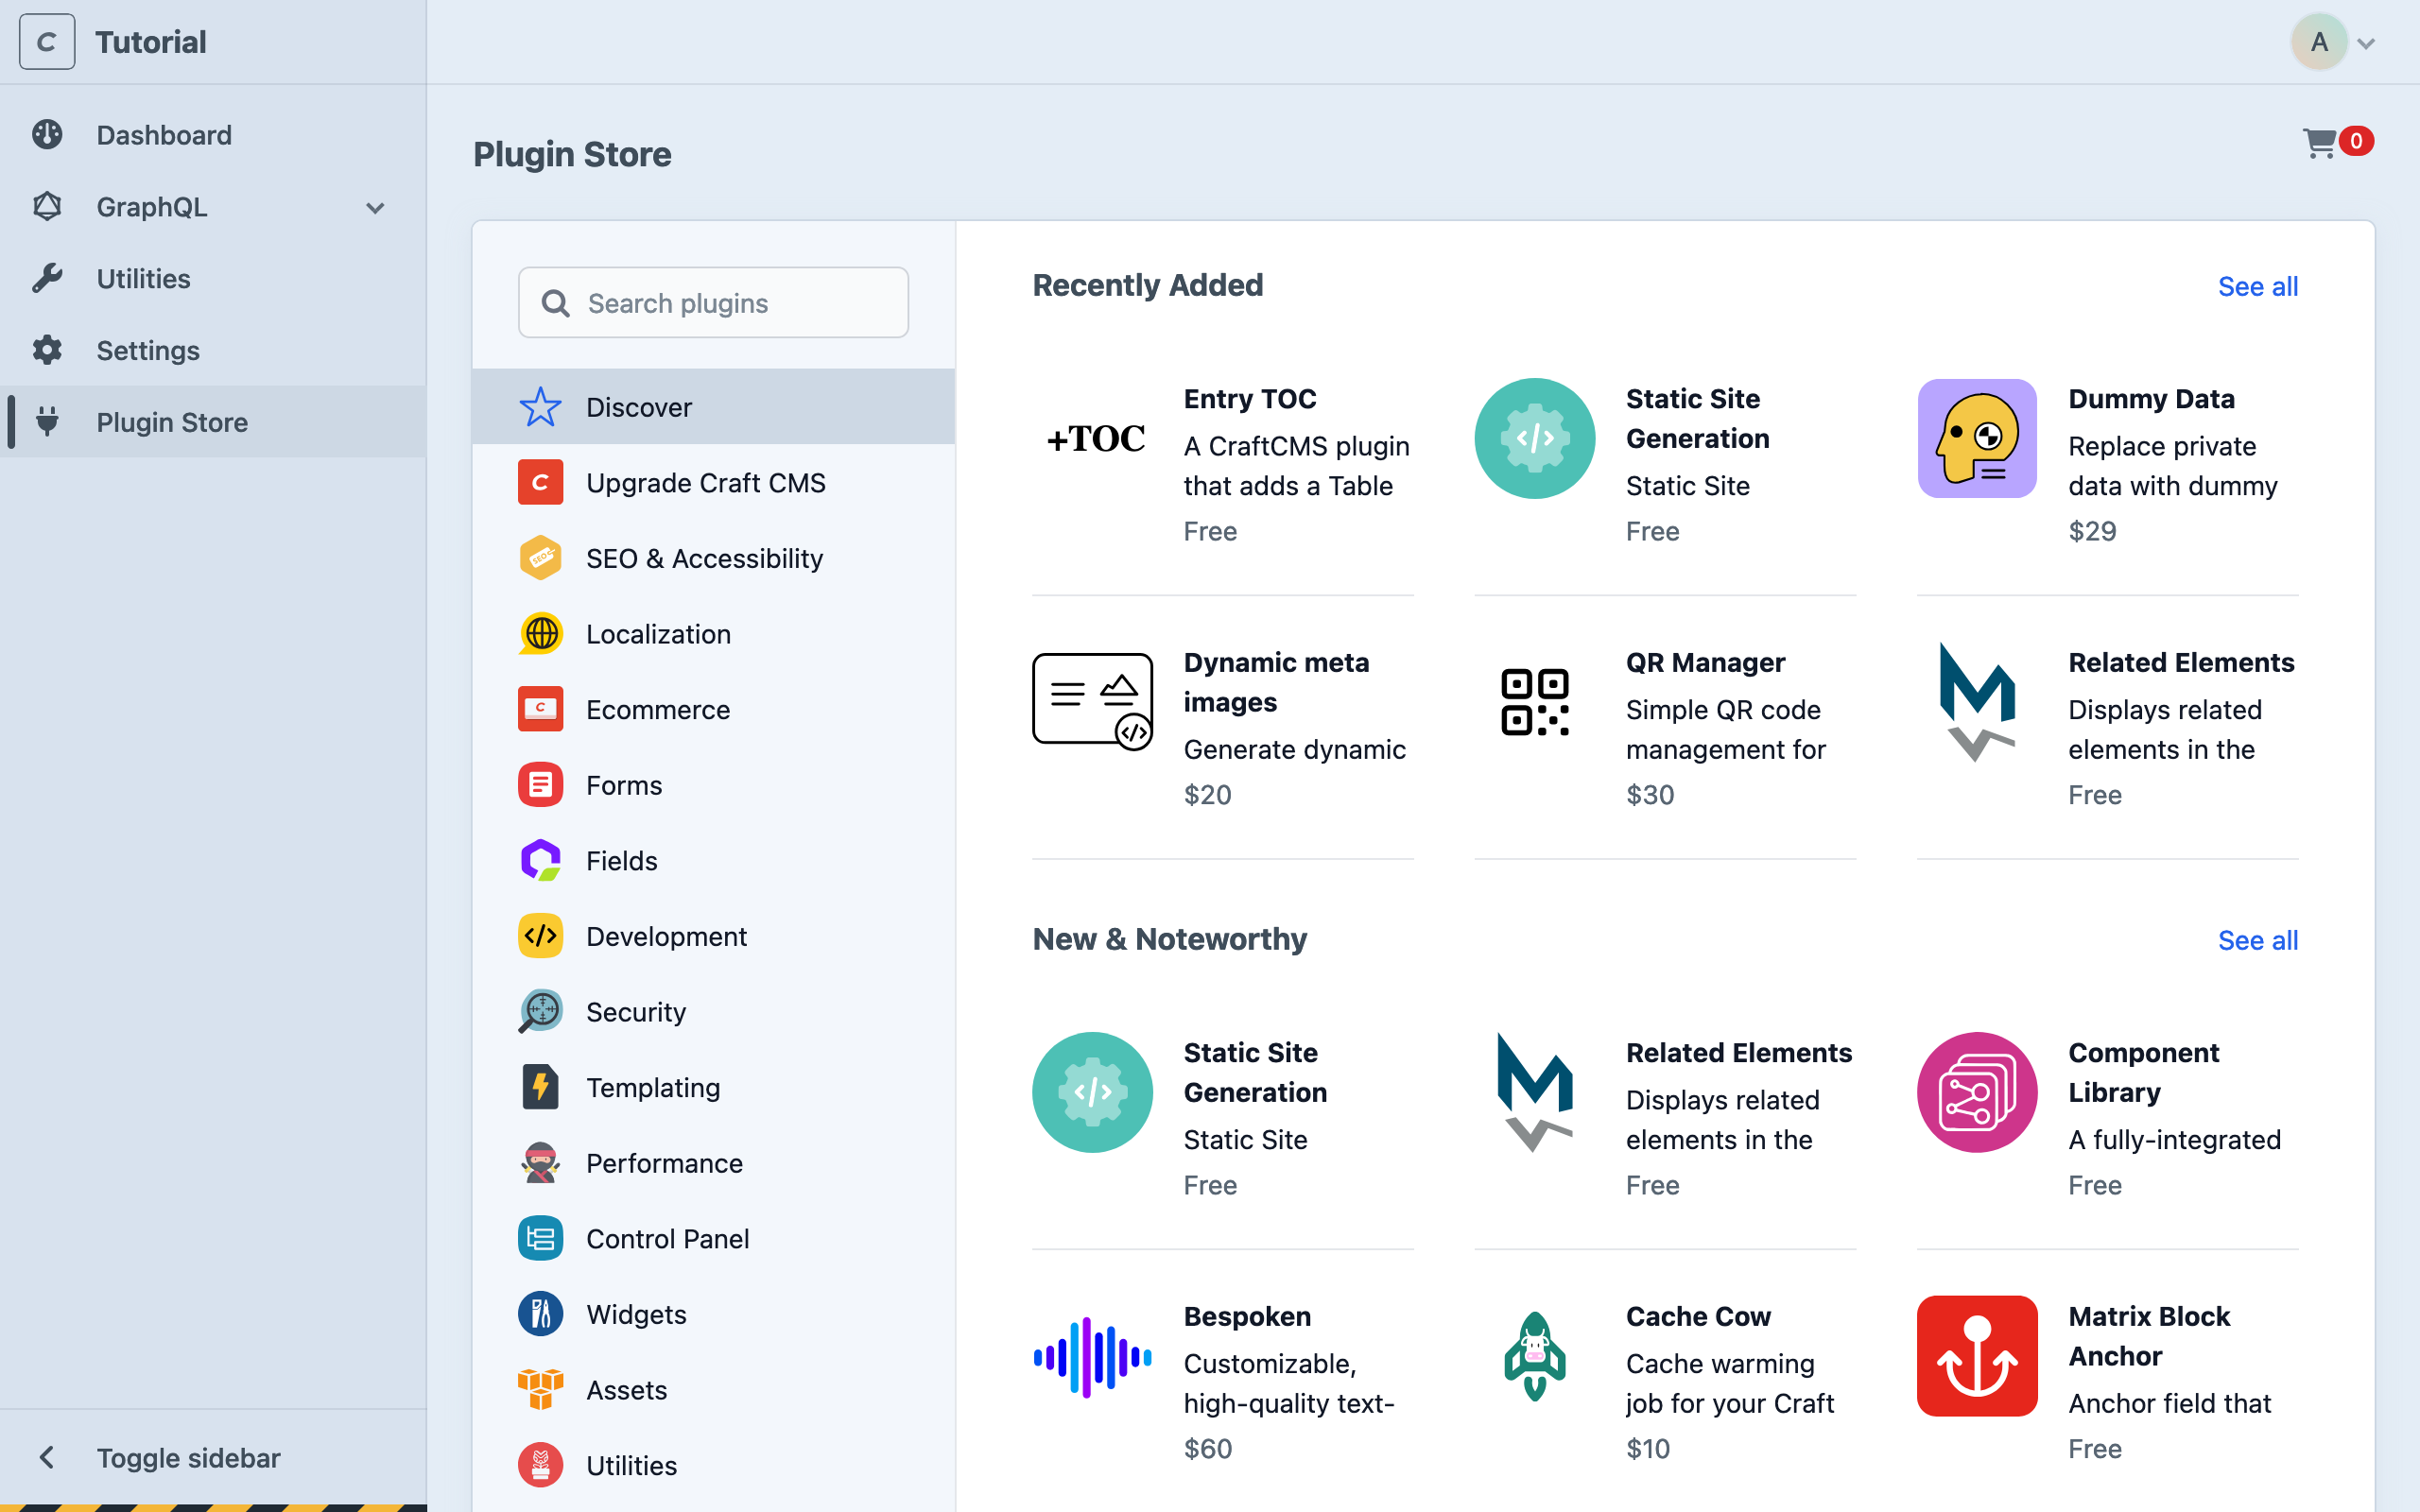 C Tutorial
A
Dashboard
GraphQL
Utilities
Settings
Plugin Store
Toggle sidebar
Plugin Store
0
Search plugins
Discover
Upgrade Craft CMS
SEO & Accessibility
Localization
Ecommerce
Forms
Fields
Development
Security
Templating
Performance
Control Panel
Widgets
Assets
Utilities
Recently Added
See all
+TOC
Entry TOC
A CraftCMS plugin
that adds a Table
Free
Static Site
Generation
Static Site
Free
Dummy Data
Replace private
data with dummy
$29
Dynamic meta
images
Generate dynamic
$20
QR Manager
Simple QR code
management for
$30
Related Elements
Displays related
elements in the
Free
New & Noteworthy
See all
Static Site
Generation
Static Site
Free
Related Elements
Displays related
elements in the
Free
Component
Library
A fully-integrated
Free
Bespoken
Customizable,
high-quality text-
$60
Cache Cow
Cache warming
job for your Craft
$10
Matrix Block
Anchor
Anchor field that
Free